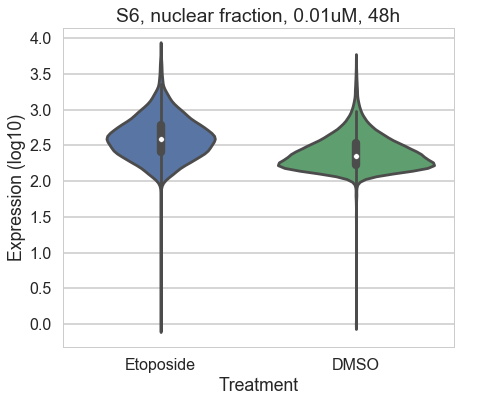 S6, nuclear fraction, 0.01uM, 48h
Expression (log10)
4.0
3.5
3.0
2.5
2.0
1.5
1.0
0.5
0.0
Etoposide DMSO
Treatment